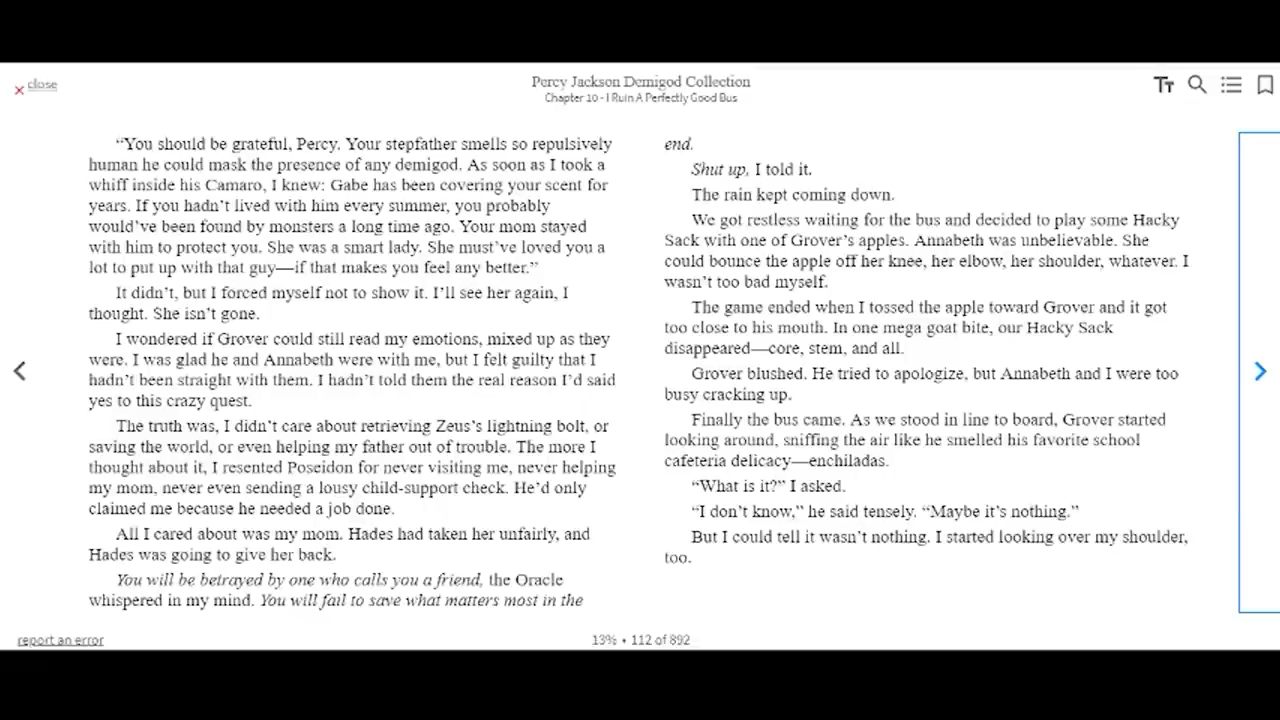 close
Percy Jackson Demigod Collection
Chapter 10 - I Ruin A Perfectly Good Bus
TT
“You should be grateful, Percy. Your stepfather smells so repulsively
human he could mask the presence of any demigod. As soon as I took a
whiff inside his Camaro, I knew: Gabe has been covering your scent for
years. If you hadn’t lived with him every summer, you probably
would’ve been found by monsters a long time ago. Your mom stayed
with him to protect you. She was a smart lady. She must’ve loved you a
lot to put up with that guy—if that makes you feel any better.”
It didn’t, but I forced myself not to show it. I’ll see her again, I
thought. She isn’t gone.
I wondered if Grover could still read my emotions, mixed up as they
were. I was glad he and Annabeth were with me, but I felt guilty that I
hadn’t been straight with them. I hadn’t told them the real reason I’d said
yes to this crazy quest.
The truth was, I didn’t care about retrieving Zeus’s lightning bolt, or
saving the world, or even helping my father out of trouble. The more I
thought about it, I resented Poseidon for never visiting me, never helping
my mom, never even sending a lousy child-support check. He’d only
claimed me because he needed a job done.
All I cared about was my mom. Hades had taken her unfairly, and
Hades was going to give her back.
You will be betrayed by one who calls you a friend, the Oracle
whispered in my mind. You will fail to save what matters most in the
end.
Shut up, I told it.
The rain kept coming down.
We got restless waiting for the bus and decided to play some Hacky
Sack with one of Grover’s apples. Annabeth was unbelievable. She
could bounce the apple off her knee, her elbow, her shoulder, whatever. I
wasn’t too bad myself.
The game ended when I tossed the apple toward Grover and it got
too close to his mouth. In one mega goat bite, our Hacky Sack
disappeared—core, stem, and all.
Grover blushed. He tried to apologize, but Annabeth and I were too
busy cracking up.
Finally the bus came. As we stood in line to board, Grover started
looking around, sniffing the air like he smelled his favorite school
cafeteria delicacy—enchiladas.
“What is it?” I asked.
“I don’t know,” he said tensely. “Maybe it’s nothing.”
But I could tell it wasn’t nothing. I started looking over my shoulder,
too.
report an error
13% • 112 of 892